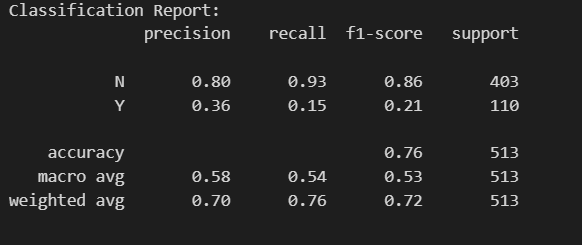 Classification Report:
precision recall f1-score support
N 0.80 0.93 0.86 403
Y 0.36 0.15 0.21 110
accuracy 0.76 513
macro avg 0.58 0.54 0.53 513
weighted avg 0.70 0.76 0.72 513